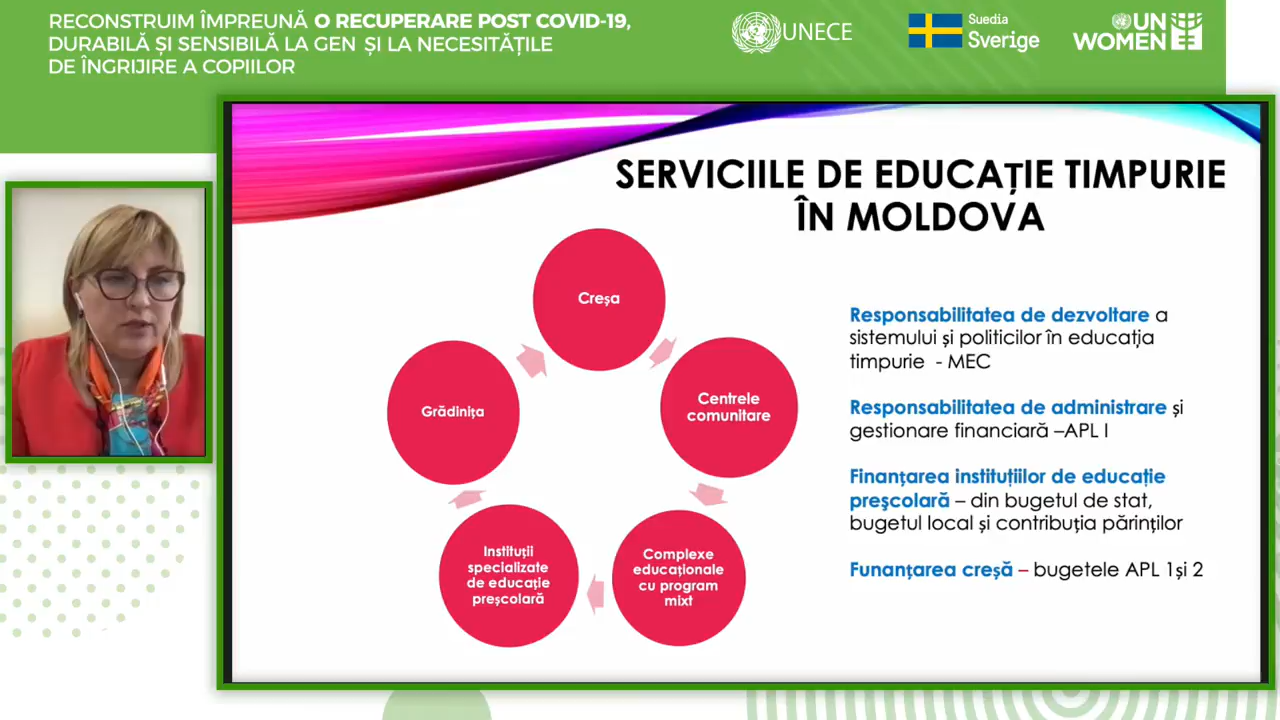 RECONSTRUIM ÎMPREUNĂ O RECUPERARE POST COVID-19,
DURABILĂ ȘI SENSIBILĂ LA GEN ȘI LA NECESITĂȚILE
DE ÎNGRIJIRE A COPIILOR
UNECE
Suedia
Sverige
UN
WOMEN
SERVICIILE DE EDUCAȚIE TIMPURIE
ÎN MOLDOVA
Creșa
Centrele
comunitare
Complexe
educaționale
cu program
mixt
Instituții
specializate
de educație
preșcolară
Grădinița
Responsabilitatea de dezvoltare a
sistemului și politicilor în educația
timpurie - MEC
Responsabilitatea de administrare și
gestionare financiară –APL I
Finanțarea instituțiilor de educație
preşcolară – din bugetul de stat,
bugetul local și contribuția părinților
Funanțarea creșă – bugetele APL 1și 2